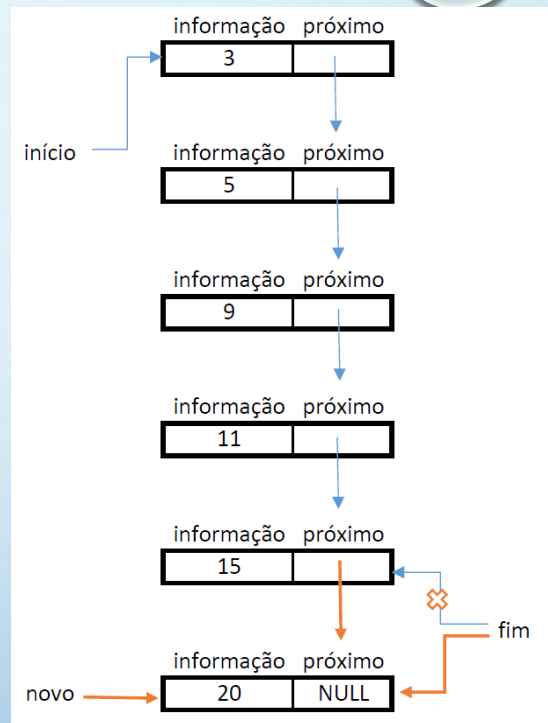 informação próximo
3
início
informação próximo
5
informação próximo
9
informação próximo
11
informação próximo
15
fim
informação próximo
novo 20 NULL